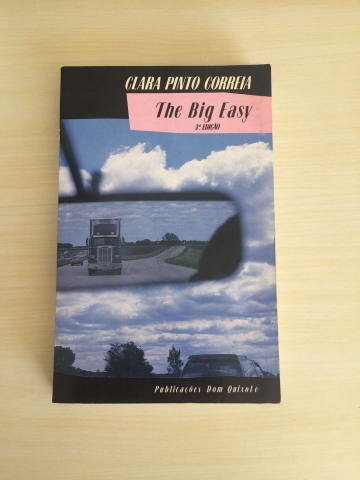 CLARA PINTO CORREIA
The Big Easy
3ª EDIÇÃO
Publicações Dom Quixote